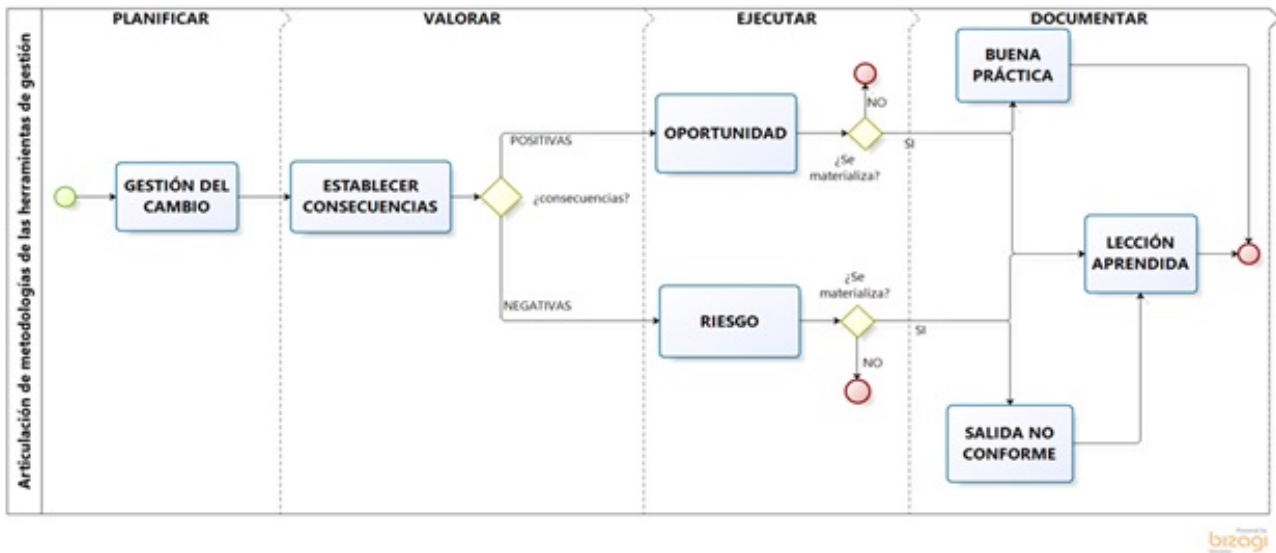 Articulación de metodologías de las herramientas de gestión
PLANIFICAR
VALORAR
EJECUTAR
DOCUMENTAR
GESTIÓN DEL
CAMBIO
ESTABLECER
CONSECUENCIAS
¿consecuencias?
POSITIVAS
NEGATIVAS
OPORTUNIDAD
¿Se
materializa?
NO
SI
RIESGO
¿Se
materializa?
NO
SI
BUENA
PRÁCTICA
LECCIÓN
APRENDIDA
SALIDA NO
CONFORME
Powered by
bizagi